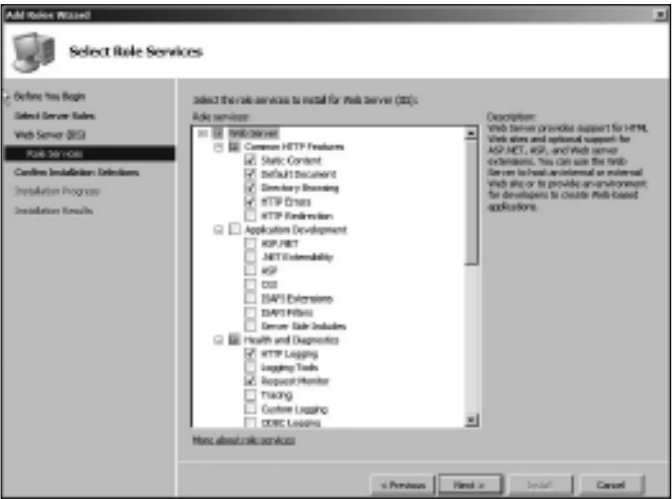 Add Roles Wizard
Select Role Services
Before You Begin
Select Server Roles
Web Server (IIS)
Role Services
Confirm Installation Selections
Installation Progress
Installation Results
Select the role services to install for Web Server (IIS):
Role services:
Web Server
Common HTTP Features
Static Content
Default Document
Directory Browsing
HTTP Errors
HTTP Redirection
Application Development
ASP.NET
.NET Extensibility
ASP
CGI
ISAPI Extensions
ISAPI Filters
Server Side Includes
Health and Diagnostics
HTTP Logging
Logging Tools
Request Monitor
Tracing
Custom Logging
ODBC Logging
More about role services
Description:
Web Server provides support for HTML
Web sites and optional support for
ASP.NET, ASP, and Web server
extensions. You can use the Web
Server to host an internal or external
Web site or to provide an environment
for developers to create Web-based
applications.
< Previous
Next >
Install
Cancel